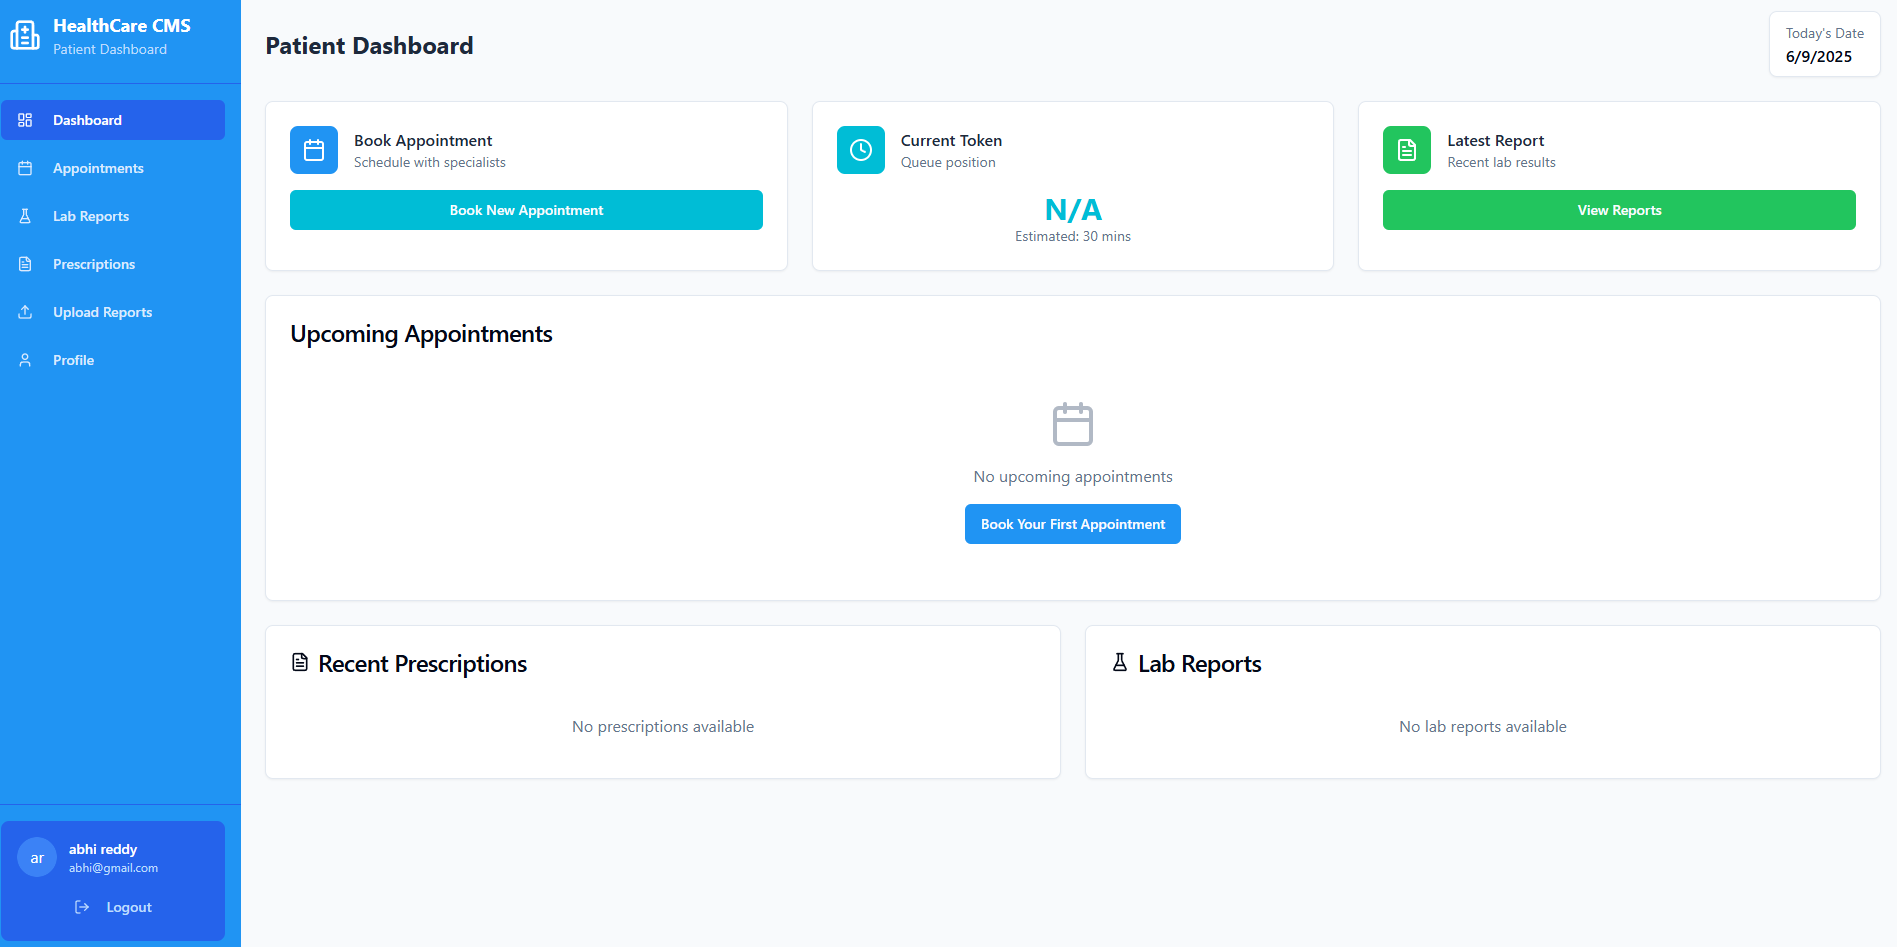 HealthCare CMS
Patient Dashboard
Dashboard
Appointments
Lab Reports
Prescriptions
Upload Reports
Profile
ar
abhi reddy
abhi@gmail.com
Logout
Patient Dashboard
Today's Date
6/9/2025
Book Appointment
Schedule with specialists
Book New Appointment
Current Token
Queue position
N/A
Estimated: 30 mins
Latest Report
Recent lab results
View Reports
Upcoming Appointments
No upcoming appointments
Book Your First Appointment
Recent Prescriptions
No prescriptions available
Lab Reports
No lab reports available